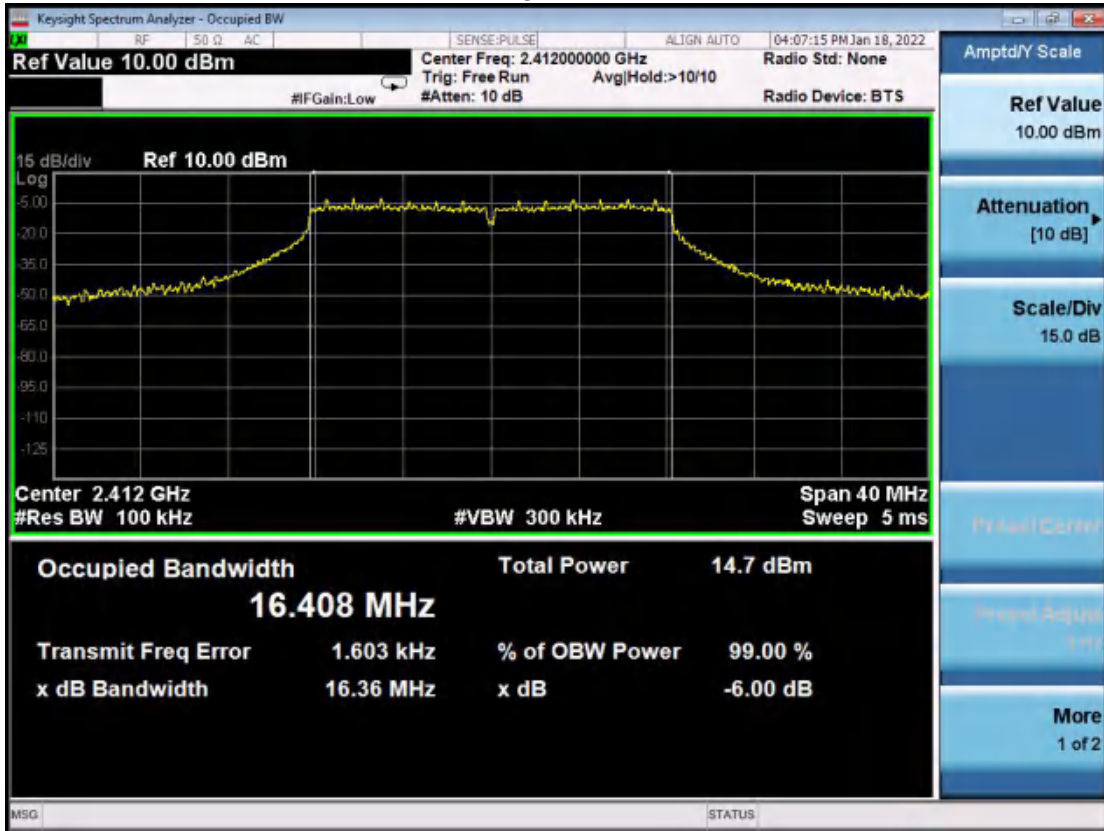 Keysight Spectrum Analyzer - Occupied BW
LXI RF 50 Ω AC SENSE:PULSE ALIGN AUTO 04:07:15 PM Jan 18, 2022
Ref Value 10.00 dBm Center Freq: 2.412000000 GHz Radio Std: None
Trig: Free Run Avg|Hold:>10/10
#IFGain:Low #Atten: 10 dB Radio Device: BTS
15 dB/div Ref 10.00 dBm
Log
-5.00
-20.0
-35.0
-50.0
-65.0
-80.0
-95.0
-110
-125
Center 2.412 GHz Span 40 MHz
#Res BW 100 kHz #VBW 300 kHz Sweep 5 ms
Occupied Bandwidth Total Power 14.7 dBm
16.408 MHz
Transmit Freq Error 1.603 kHz % of OBW Power 99.00 %
x dB Bandwidth 16.36 MHz x dB -6.00 dB
MSG STATUS
Amptd/Y Scale
Ref Value
10.00 dBm
Attenuation
[10 dB]
Scale/Div
15.0 dB
More
1 of 2